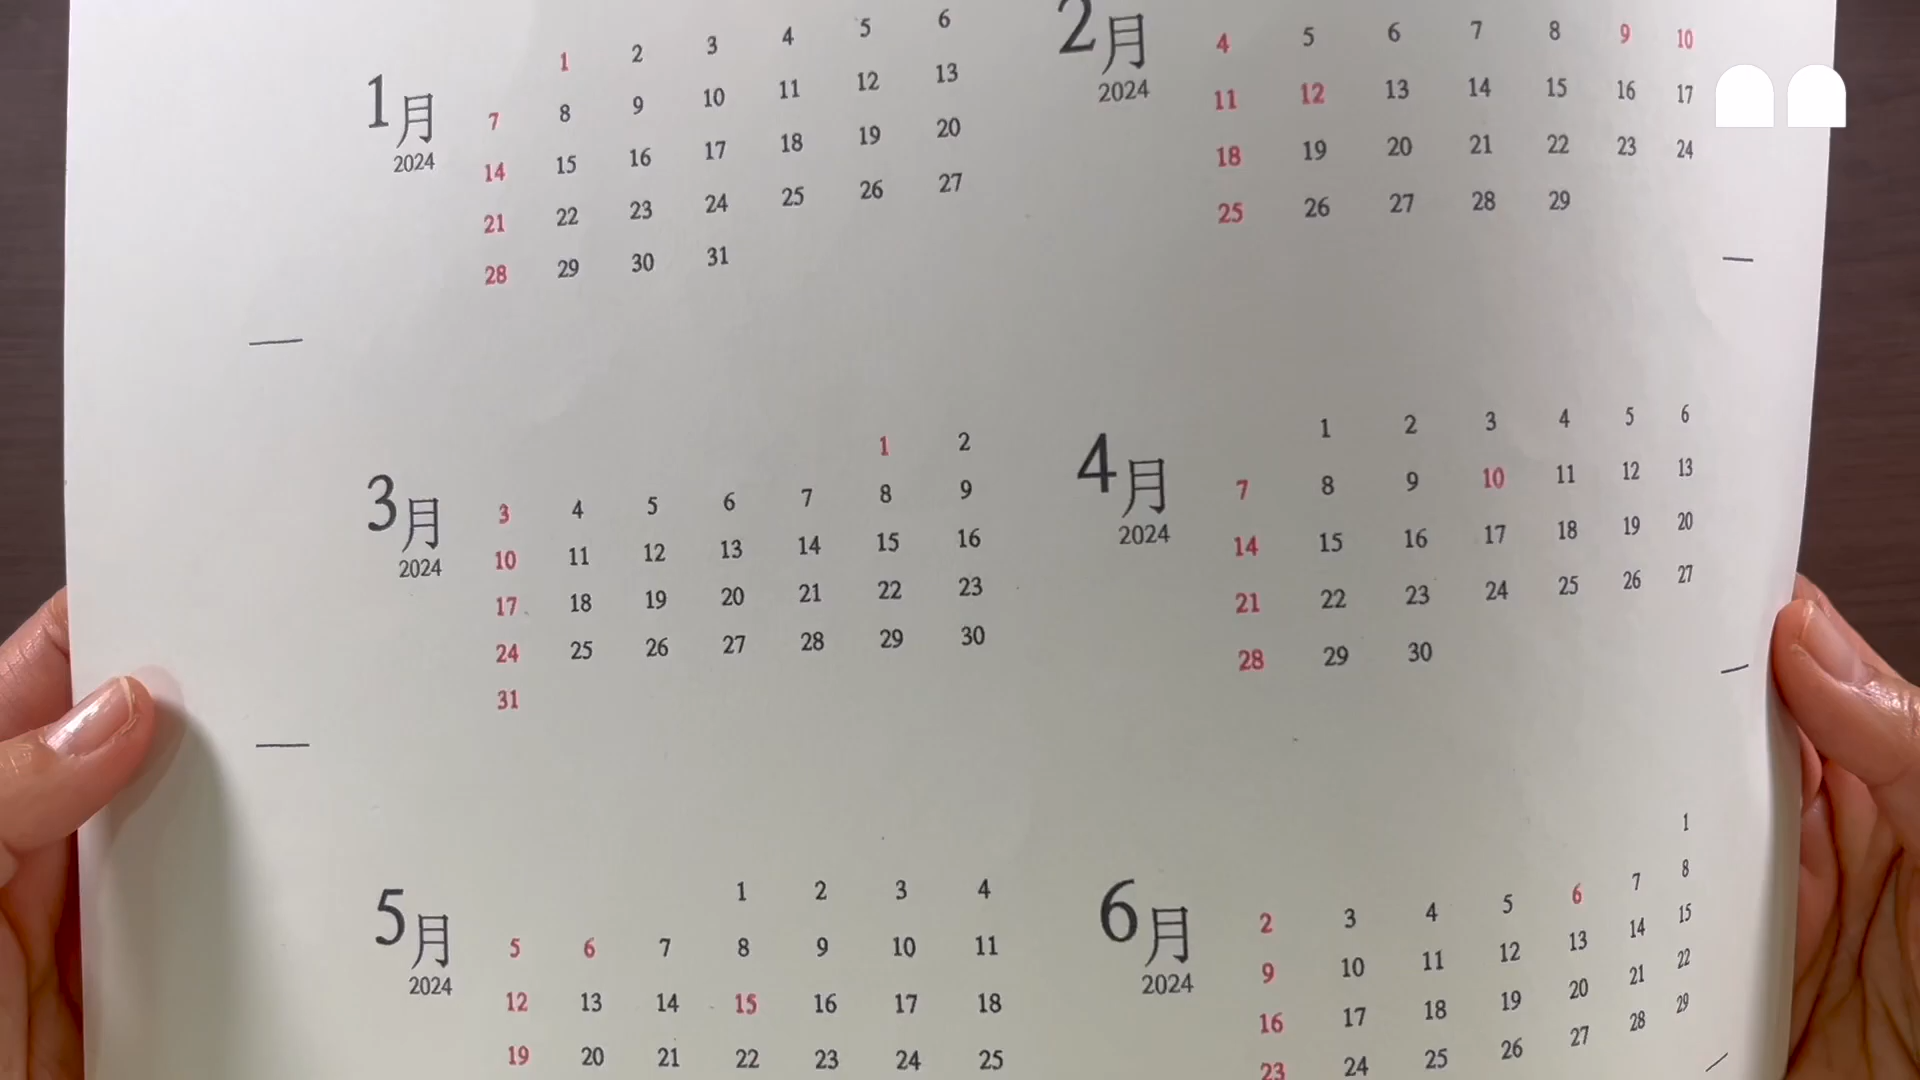 1月
2024
1 2 3 4 5 6
7 8 9 10 11 12 13
14 15 16 17 18 19 20
21 22 23 24 25 26 27
28 29 30 31
2月
2024
4 5 6 7 8 9 10
11 12 13 14 15 16 17
18 19 20 21 22 23 24
25 26 27 28 29
3月
2024
1 2
3 4 5 6 7 8 9
10 11 12 13 14 15 16
17 18 19 20 21 22 23
24 25 26 27 28 29 30
31
4月
2024
1 2 3 4 5 6
7 8 9 10 11 12 13
14 15 16 17 18 19 20
21 22 23 24 25 26 27
28 29 30
5月
2024
1 2 3 4
5 6 7 8 9 10 11
12 13 14 15 16 17 18
19 20 21 22 23 24 25
6月
2024
1
2 3 4 5 6 7 8
9 10 11 12 13 14 15
16 17 18 19 20 21 22
23 24 25 26 27 28 29